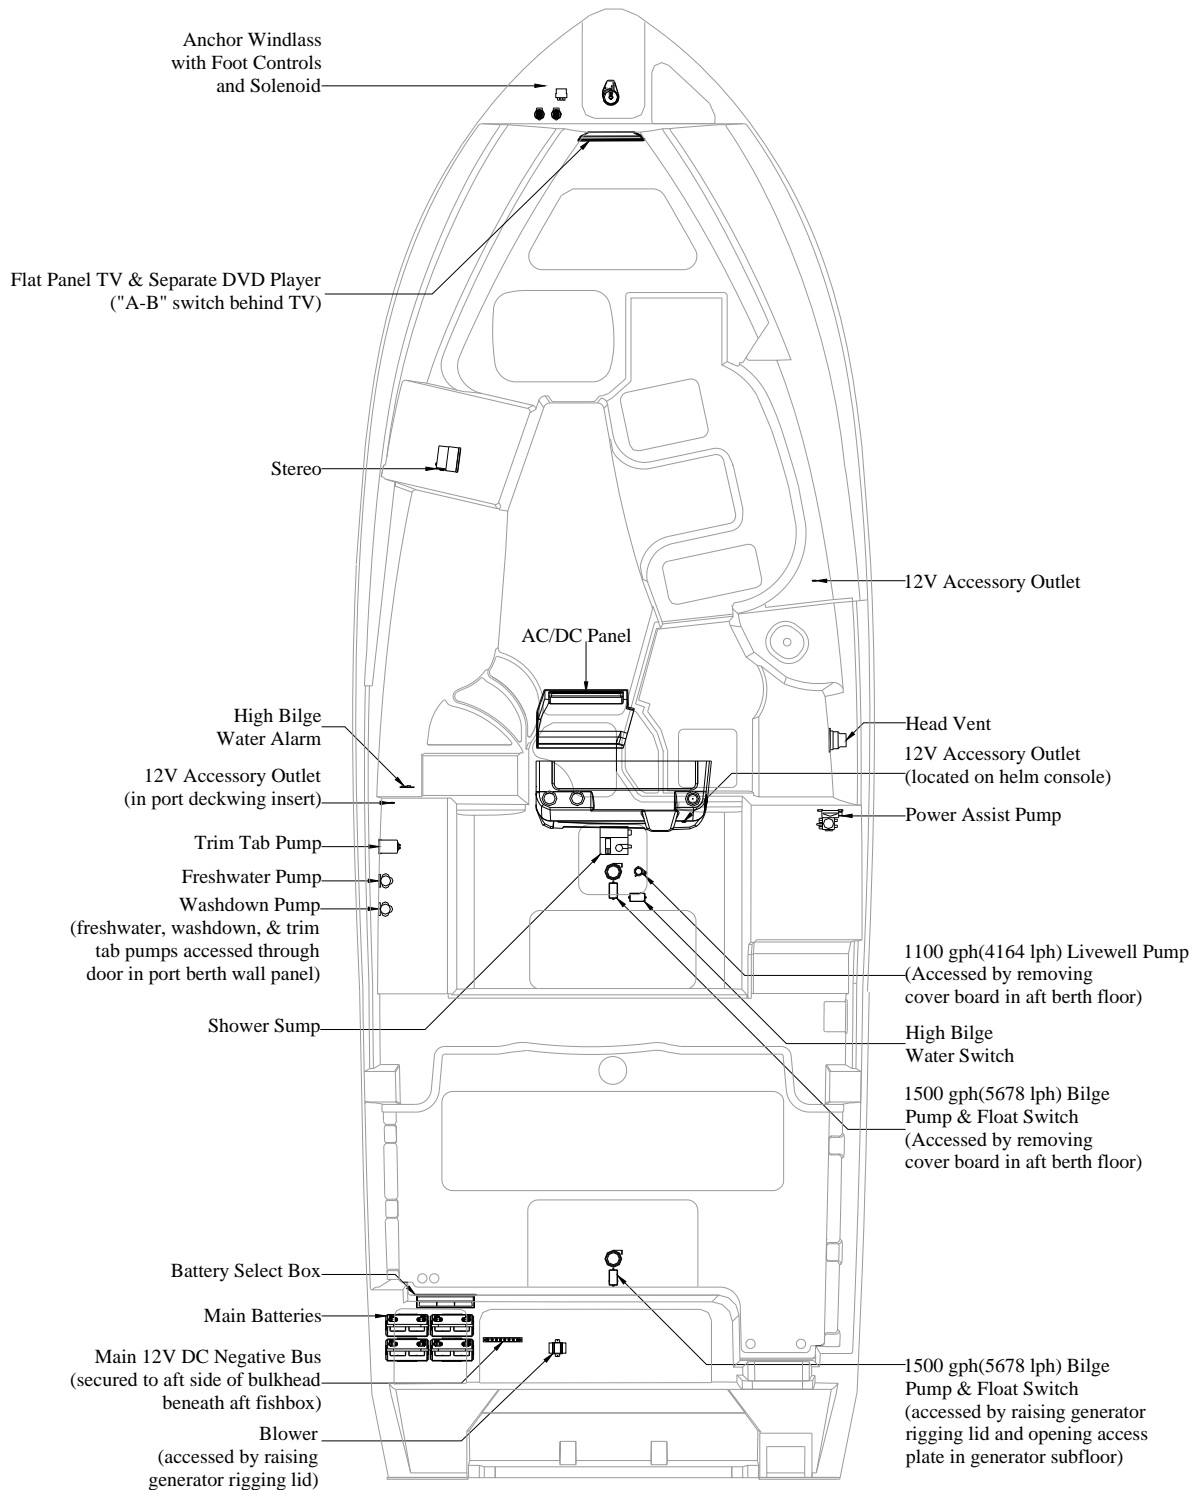 Anchor Windlass
with Foot Controls
and Solenoid
Flat Panel TV & Separate DVD Player
("A-B" switch behind TV)
Stereo
12V Accessory Outlet
AC/DC Panel
High Bilge
Water Alarm
Head Vent
12V Accessory Outlet
(located on helm console)
12V Accessory Outlet
(in port deckwing insert)
Power Assist Pump
Trim Tab Pump
Freshwater Pump
Washdown Pump
(freshwater, washdown, & trim
tab pumps accessed through
door in port berth wall panel)
1100 gph(4164 lph) Livewell Pump
(Accessed by removing
cover board in aft berth floor)
Shower Sump
High Bilge
Water Switch
1500 gph(5678 lph) Bilge
Pump & Float Switch
(Accessed by removing
cover board in aft berth floor)
Battery Select Box
Main Batteries
Main 12V DC Negative Bus
(secured to aft side of bulkhead
beneath aft fishbox)
1500 gph(5678 lph) Bilge
Pump & Float Switch
(accessed by raising generator
rigging lid and opening access
plate in generator subfloor)
Blower
(accessed by raising
generator rigging lid)